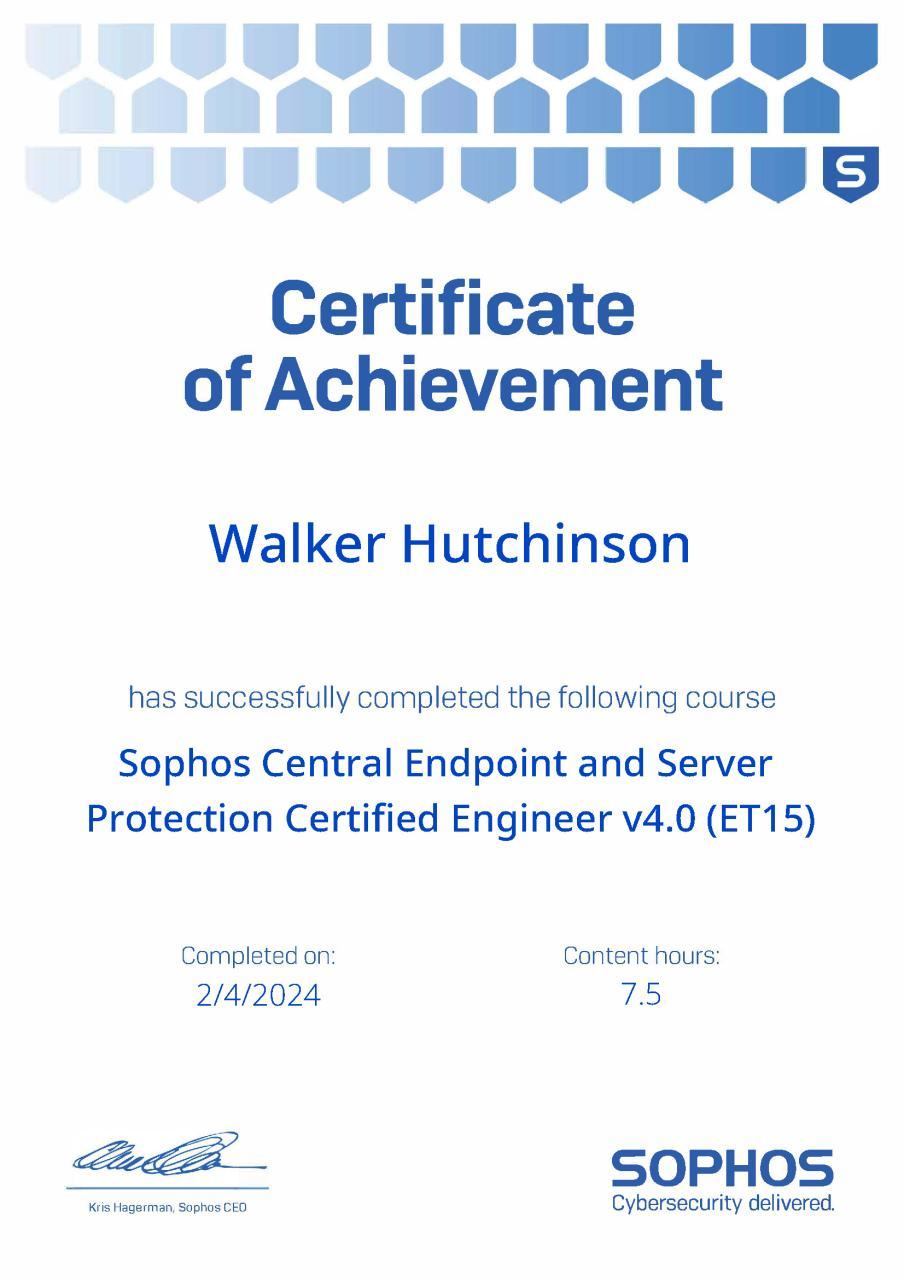 S
Certificate
of Achievement
Walker Hutchinson
has successfully completed the following course
Sophos Central Endpoint and Server
Protection Certified Engineer v4.0 (ET15)
Completed on:
2/4/2024
Content hours:
7.5
Kris Hagerman, Sophos CEO
SOPHOS
Cybersecurity delivered.